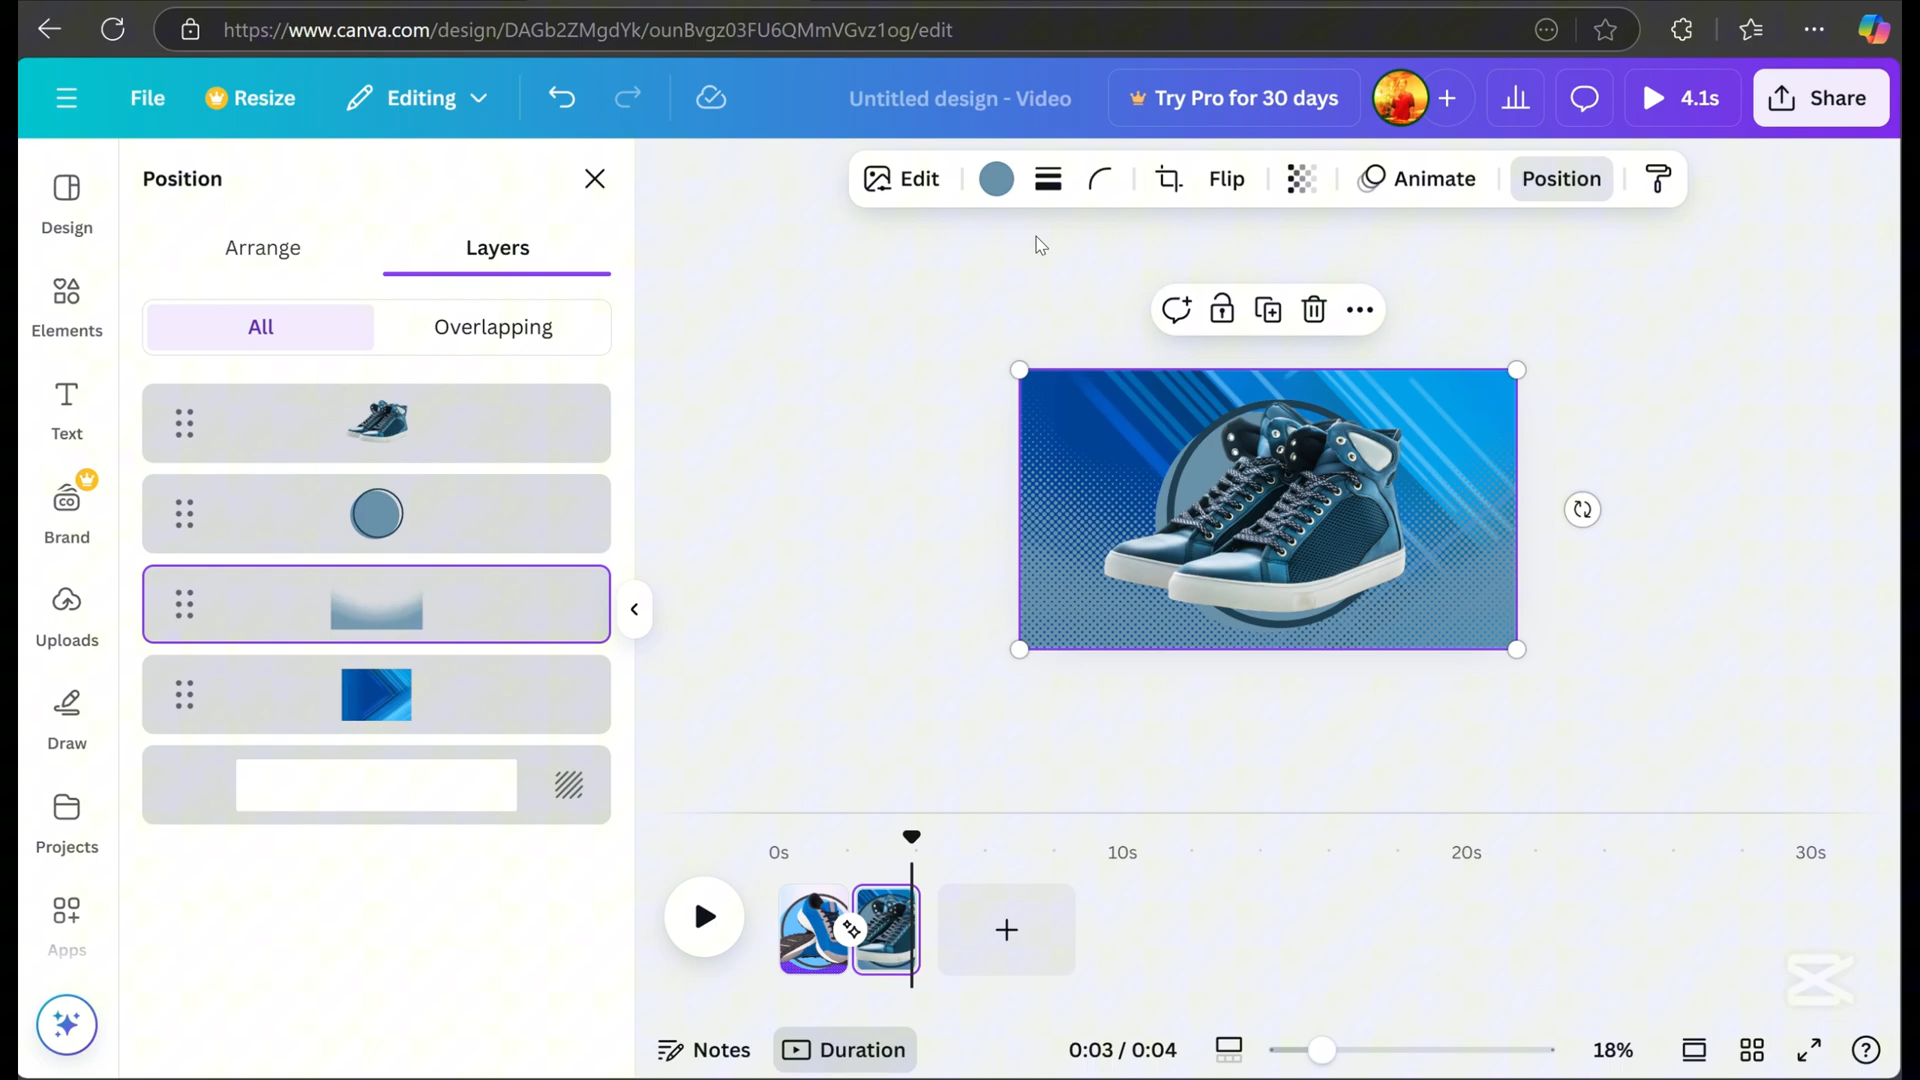 https://www.canva.com/design/DAGb2ZMgdYk/ounBvgz03FU6QMmVGvz1og/edit
File
Resize
Editing
Untitled design - Video
Try Pro for 30 days
4.1s
Share
Design
Elements
Text
Brand
Uploads
Draw
Projects
Apps
Position
Arrange
Layers
All
Overlapping
Edit
Flip
Animate
Position
0s
10s
20s
30s
Notes
Duration
0:03 / 0:04
18%